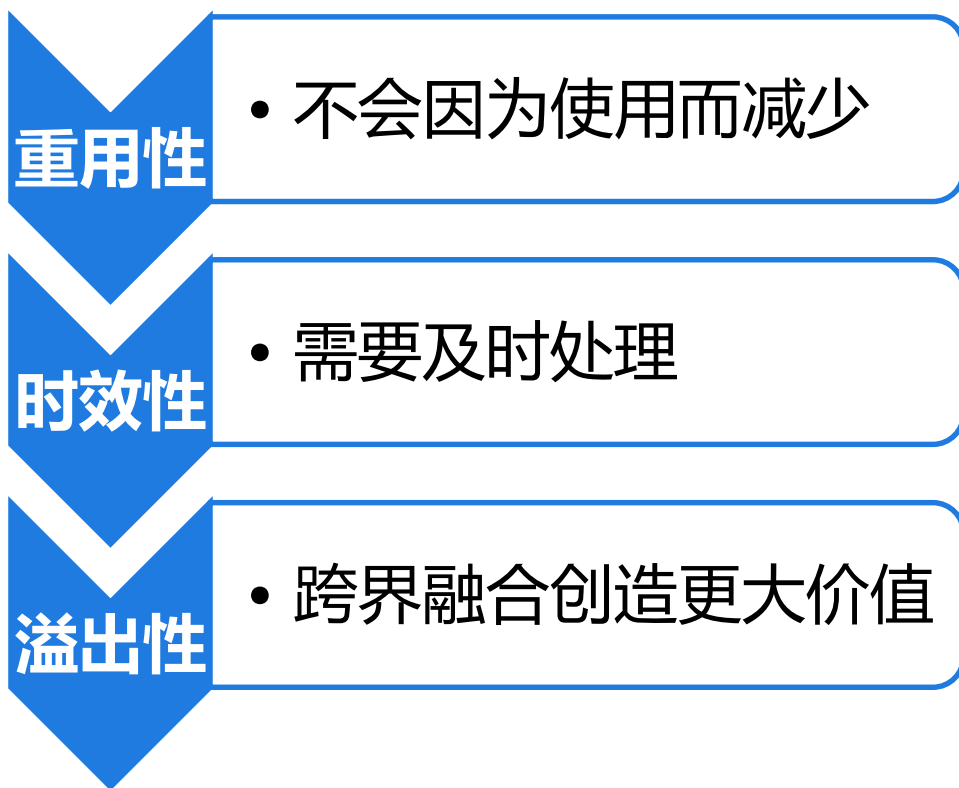 重用性
• 不会因为使用而减少
时效性
• 需要及时处理
溢出性
• 跨界融合创造更大价值